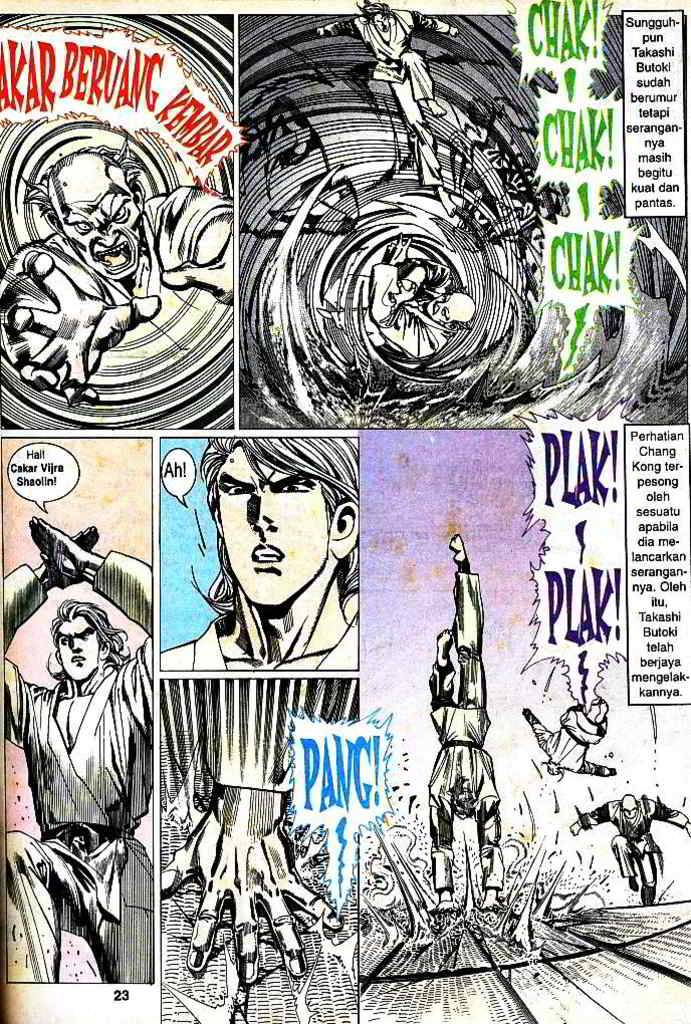 AKAR BERUANG KEMBAR
CHAK!
CHAK!
CHAK!
Sungguh-
pun
Takashi
Butoki
sudah
berumur
tetapi
serangan-
nya
masih
begitu
kuat dan
pantas.
Hait
Cakar Vijra
Shaolin!
Ah!
PANG!
PLAK!
PLAK!
Perhatian
Chang
Kong ter-
pesong
oleh
sesuatu
apabila
dia me-
lancarkan
serangan-
nya. Oleh
itu,
Takashi
Butoki
telah
berjaya
mengelak-
kannya.
23